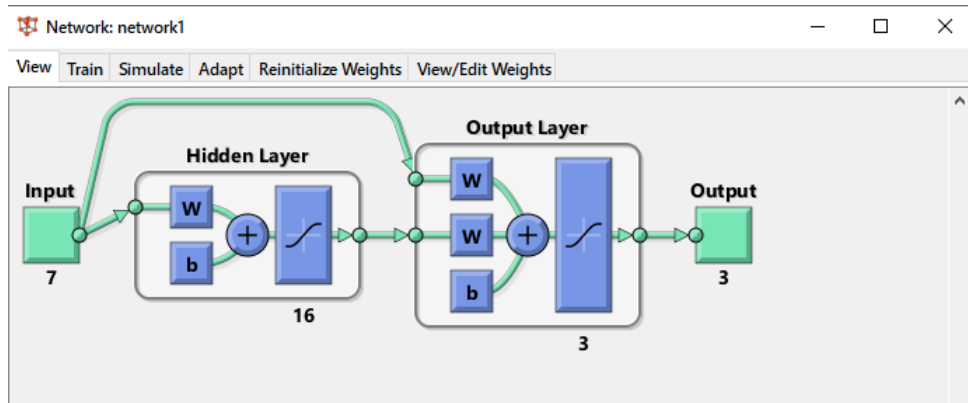 Network: network1
View Train Simulate Adapt Reinitialize Weights View/Edit Weights
Output Layer
Hidden Layer
Input
W
b
W
W
b
Output
7
16
3
3